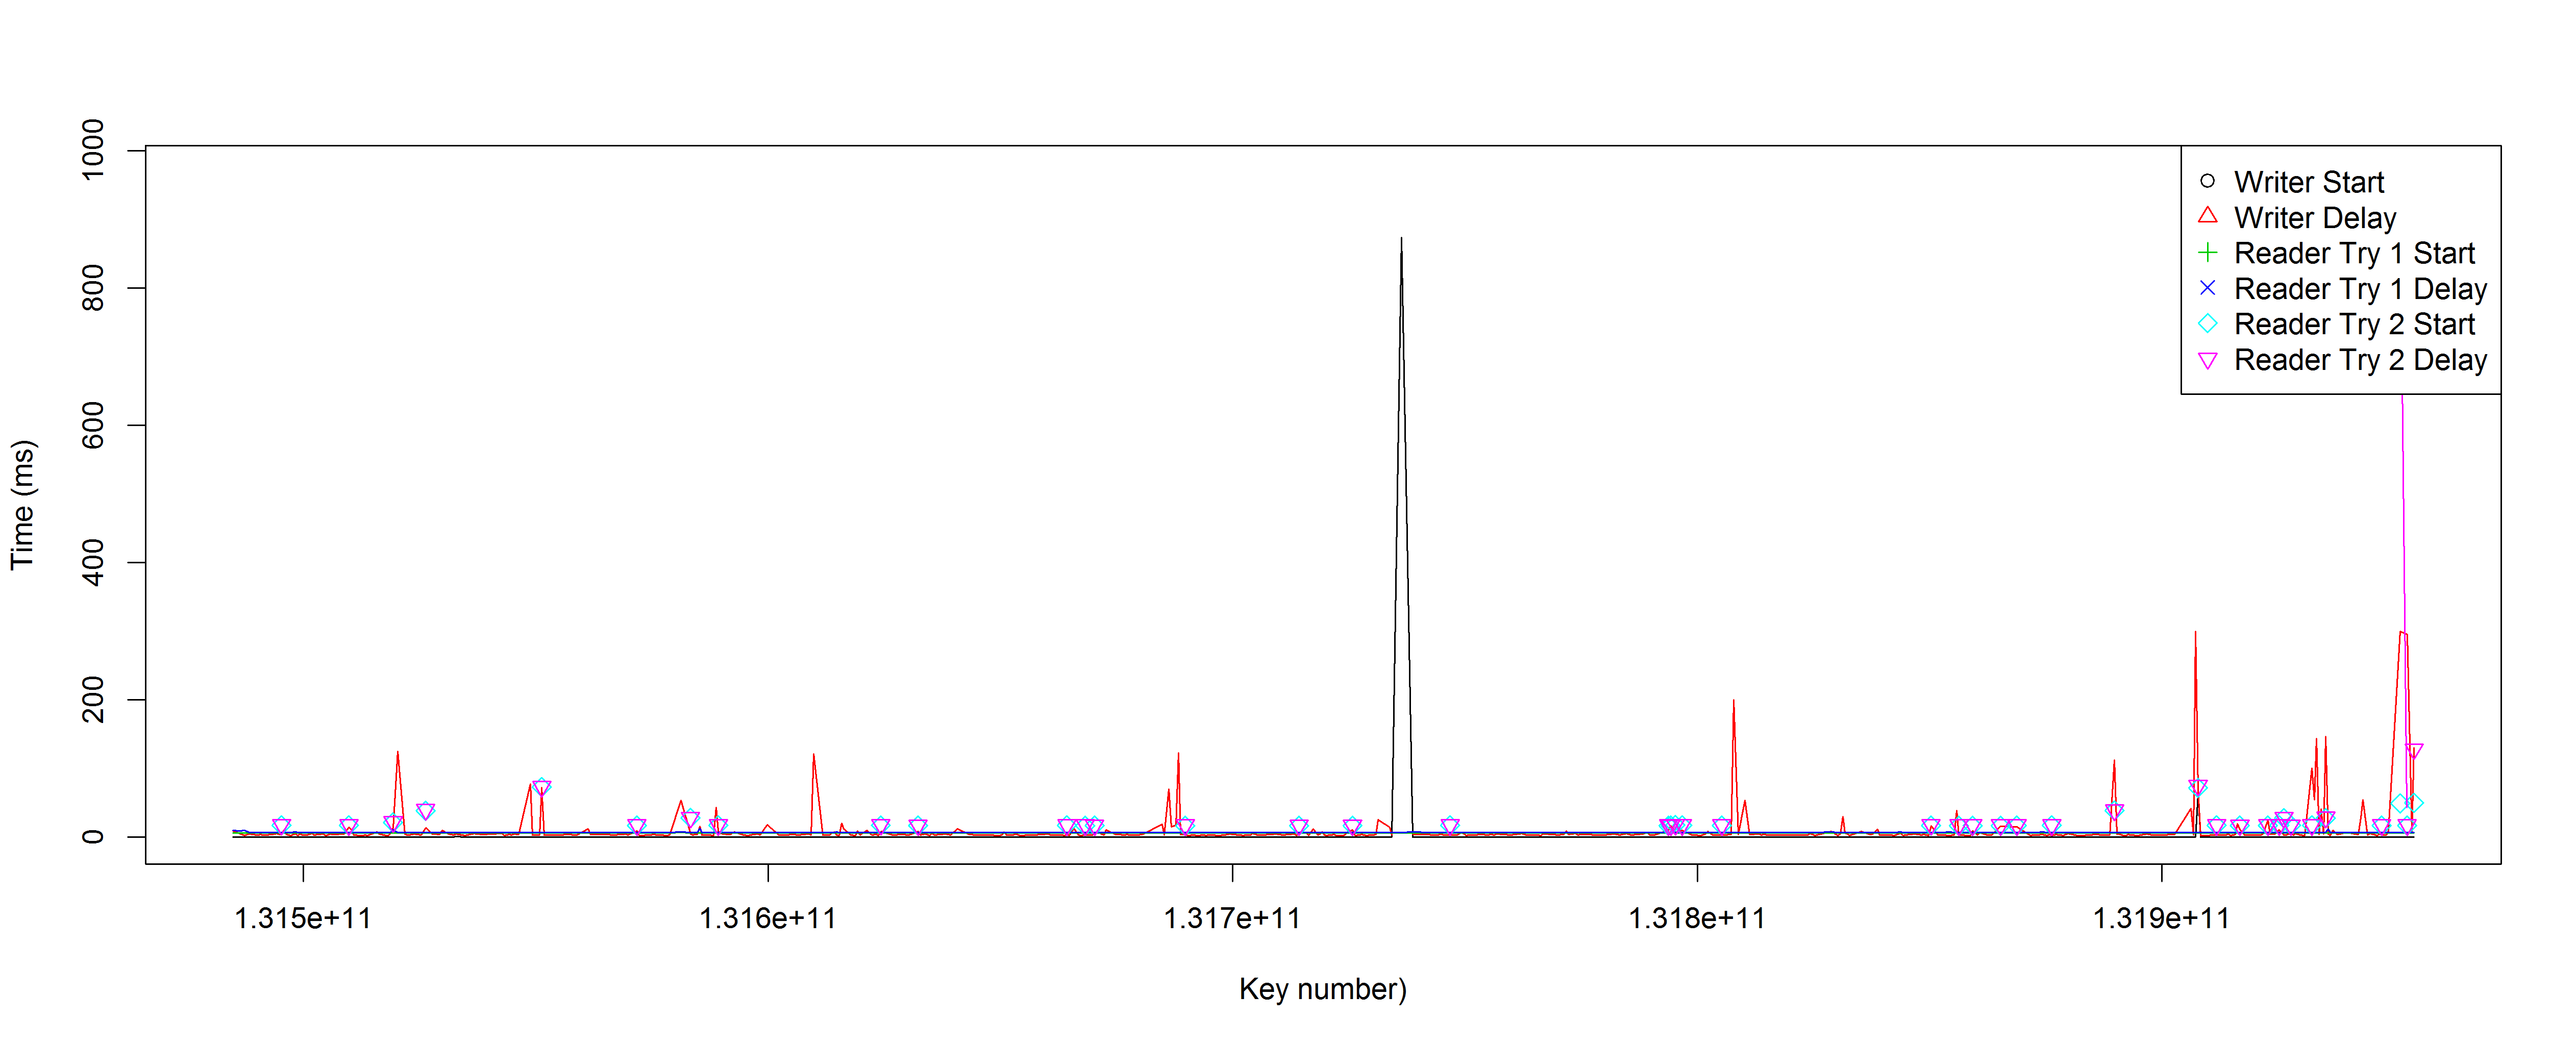 1000
800
600
400
200
0
Time (ms)
Writer Start
Writer Delay
Reader Try 1 Start
Reader Try 1 Delay
Reader Try 2 Start
Reader Try 2 Delay
1.315e+11 1.316e+11 1.317e+11 1.318e+11 1.319e+11
Key number)